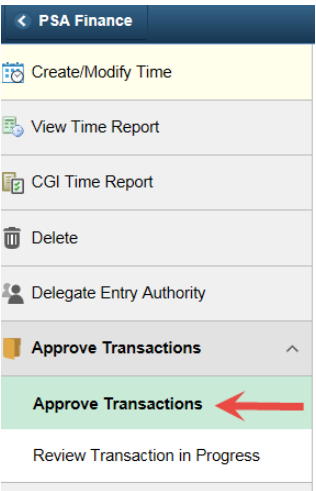 PSA Finance
Create/Modify Time
View Time Report
CGI Time Report
Delete
Delegate Entry Authority
Approve Transactions
Approve Transactions
Review Transaction in Progress